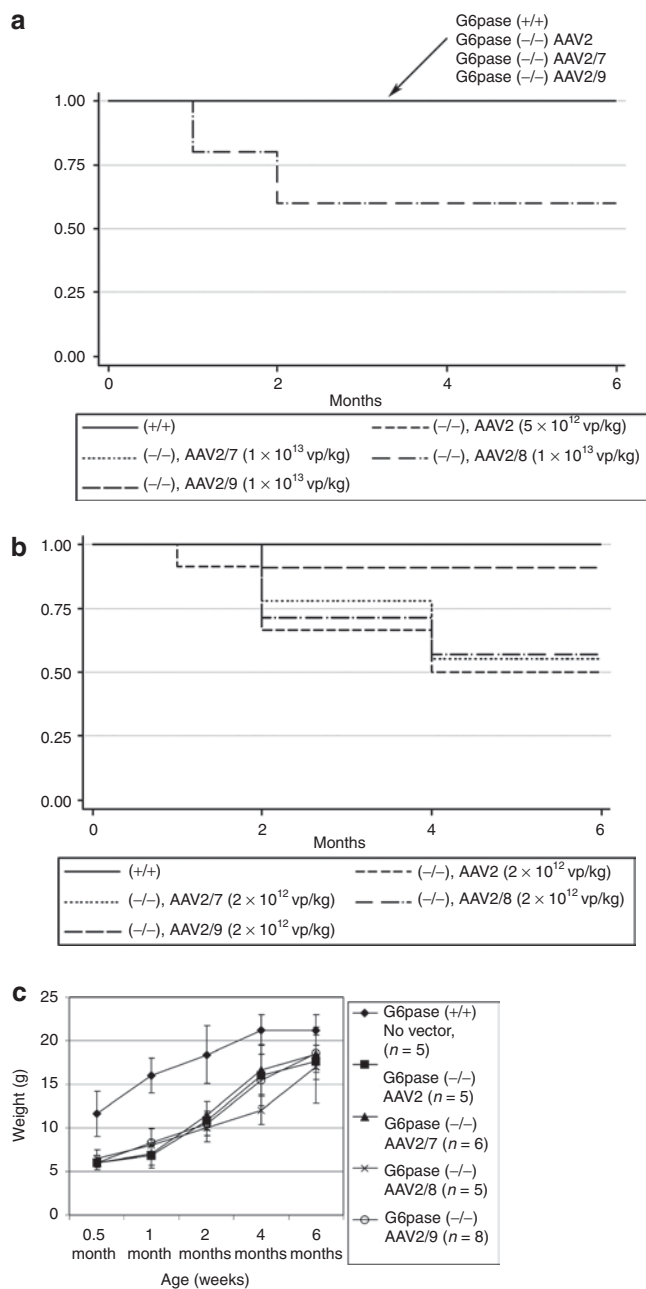 a
G6pase (+/+)
G6pase (−/−) AAV2
G6pase (−/−) AAV2/7
G6pase (−/−) AAV2/9
1.00
0.75
0.50
0.25
0.00
0 2 4 6
Months
(+/+)
(−/−), AAV2 (5 × 10¹² vp/kg)
(−/−), AAV2/7 (1 × 10¹³ vp/kg)
(−/−), AAV2/8 (1 × 10¹³ vp/kg)
(−/−), AAV2/9 (1 × 10¹³ vp/kg)
b
1.00
0.75
0.50
0.25
0.00
0 2 4 6
Months
(+/+)
(−/−), AAV2 (2 × 10¹² vp/kg)
(−/−), AAV2/7 (2 × 10¹² vp/kg)
(−/−), AAV2/8 (2 × 10¹² vp/kg)
(−/−), AAV2/9 (2 × 10¹² vp/kg)
c
25
20
15
10
5
0
Weight (g)
0.5 1 2 4 6
month month months months months
Age (weeks)
G6pase (+/+)
No vector,
(n = 5)
G6pase (−/−)
AAV2 (n = 5)
G6pase (−/−)
AAV2/7 (n = 6)
G6pase (−/−)
AAV2/8 (n = 5)
G6pase (−/−)
AAV2/9 (n = 8)